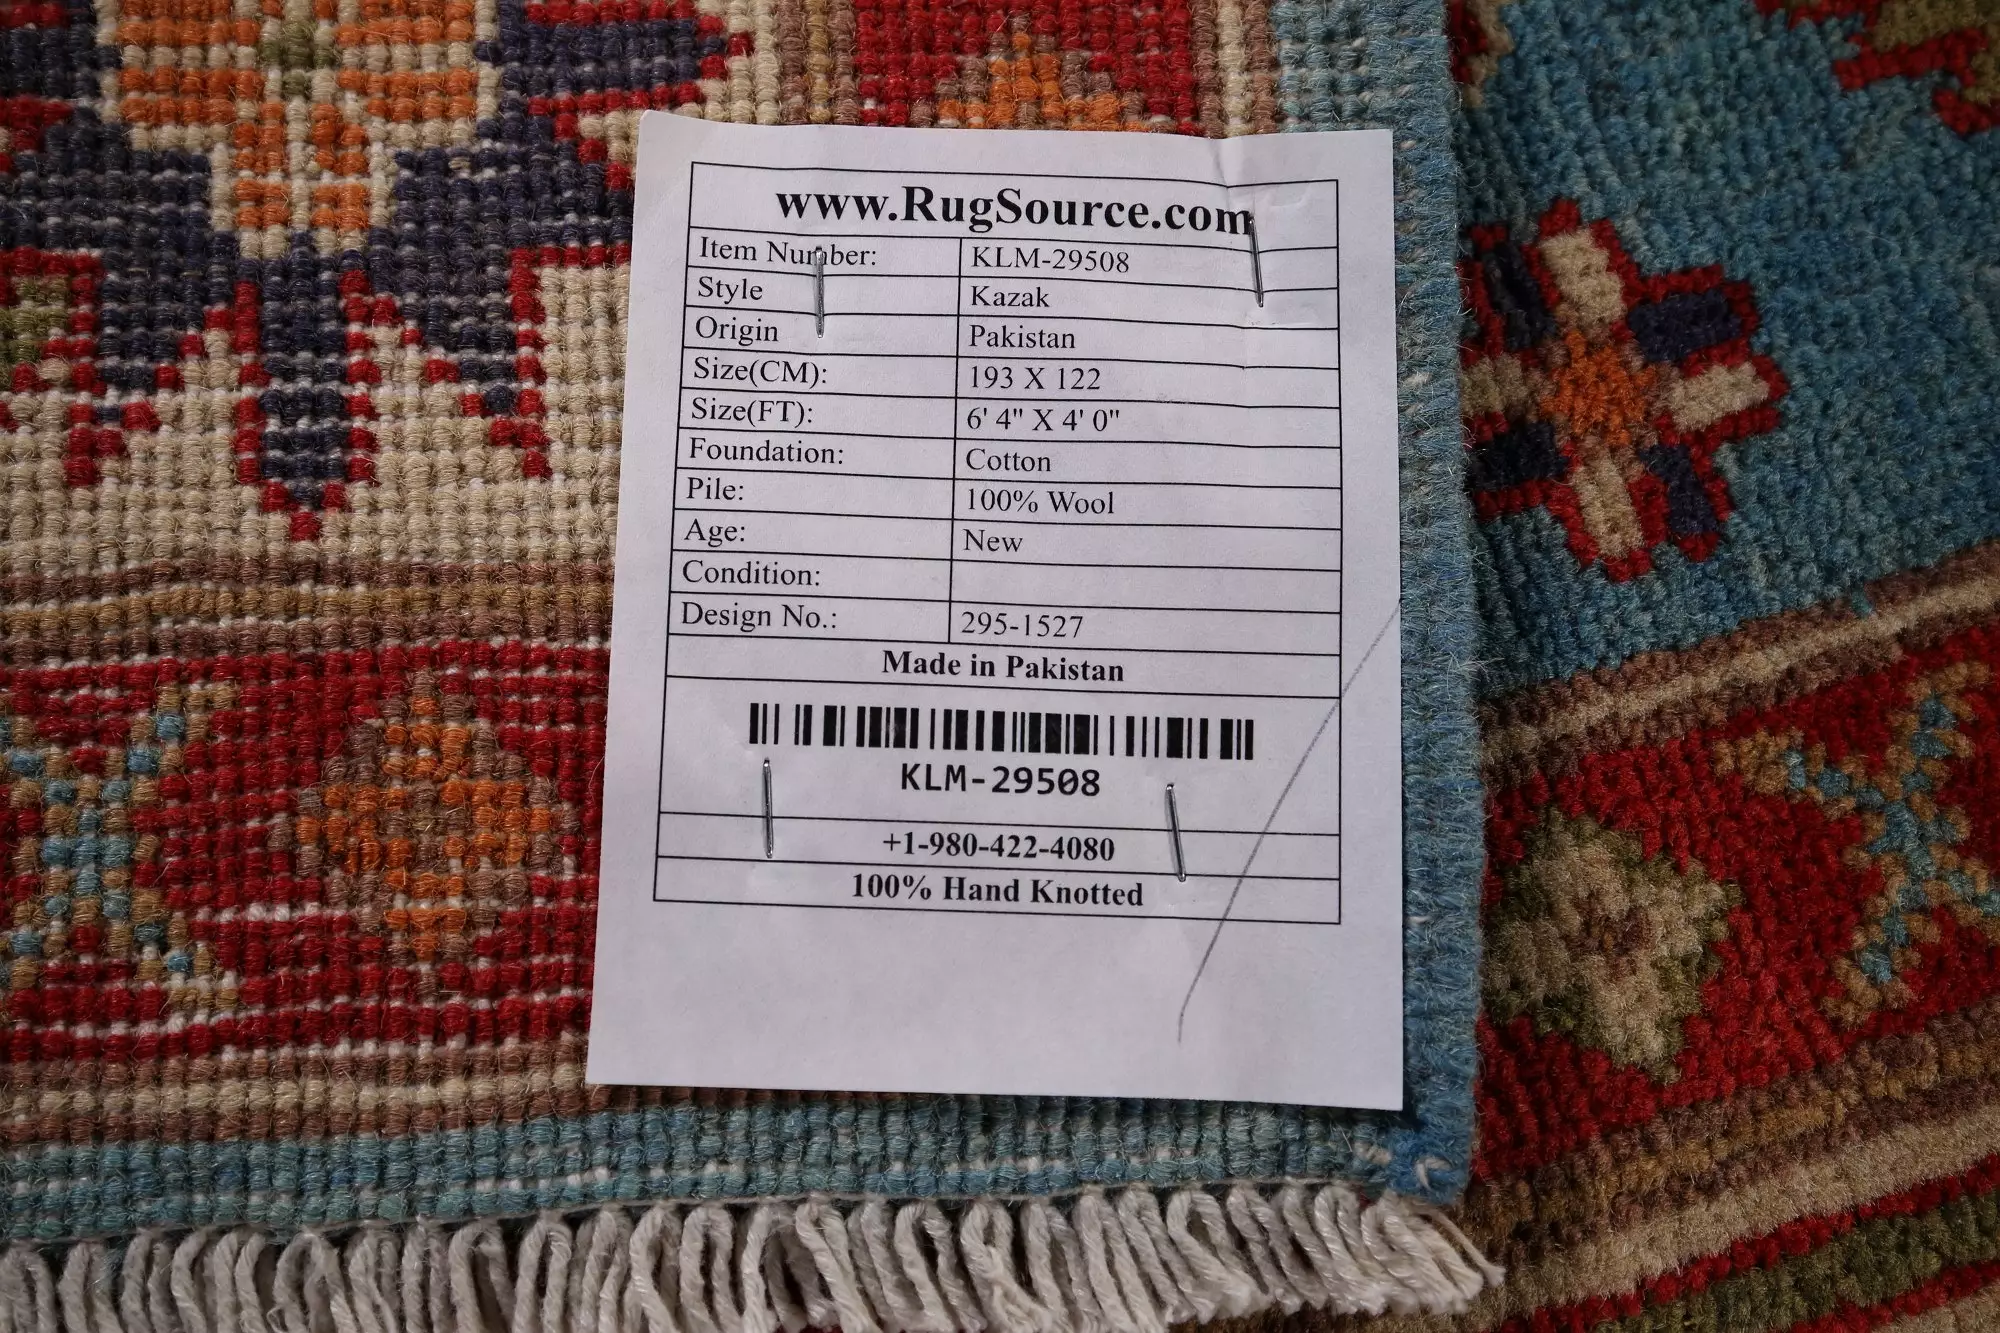 www.RugSource.com
Item Number: KLM-29508
Style Kazak
Origin Pakistan
Size(CM): 193 X 122
Size(FT): 6' 4" X 4' 0"
Foundation: Cotton
Pile: 100% Wool
Age: New
Condition:
Design No.: 295-1527
Made in Pakistan
KLM-29508
+1-980-422-4080
100% Hand Knotted